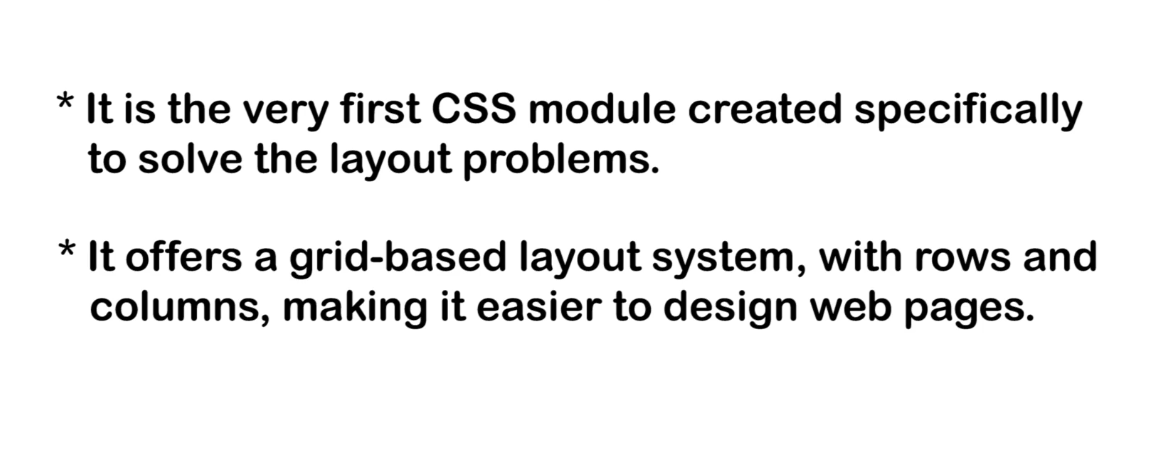 * It is the very first CSS module created specifically
to solve the layout problems.
* It offers a grid-based layout system, with rows and
columns, making it easier to design web pages.